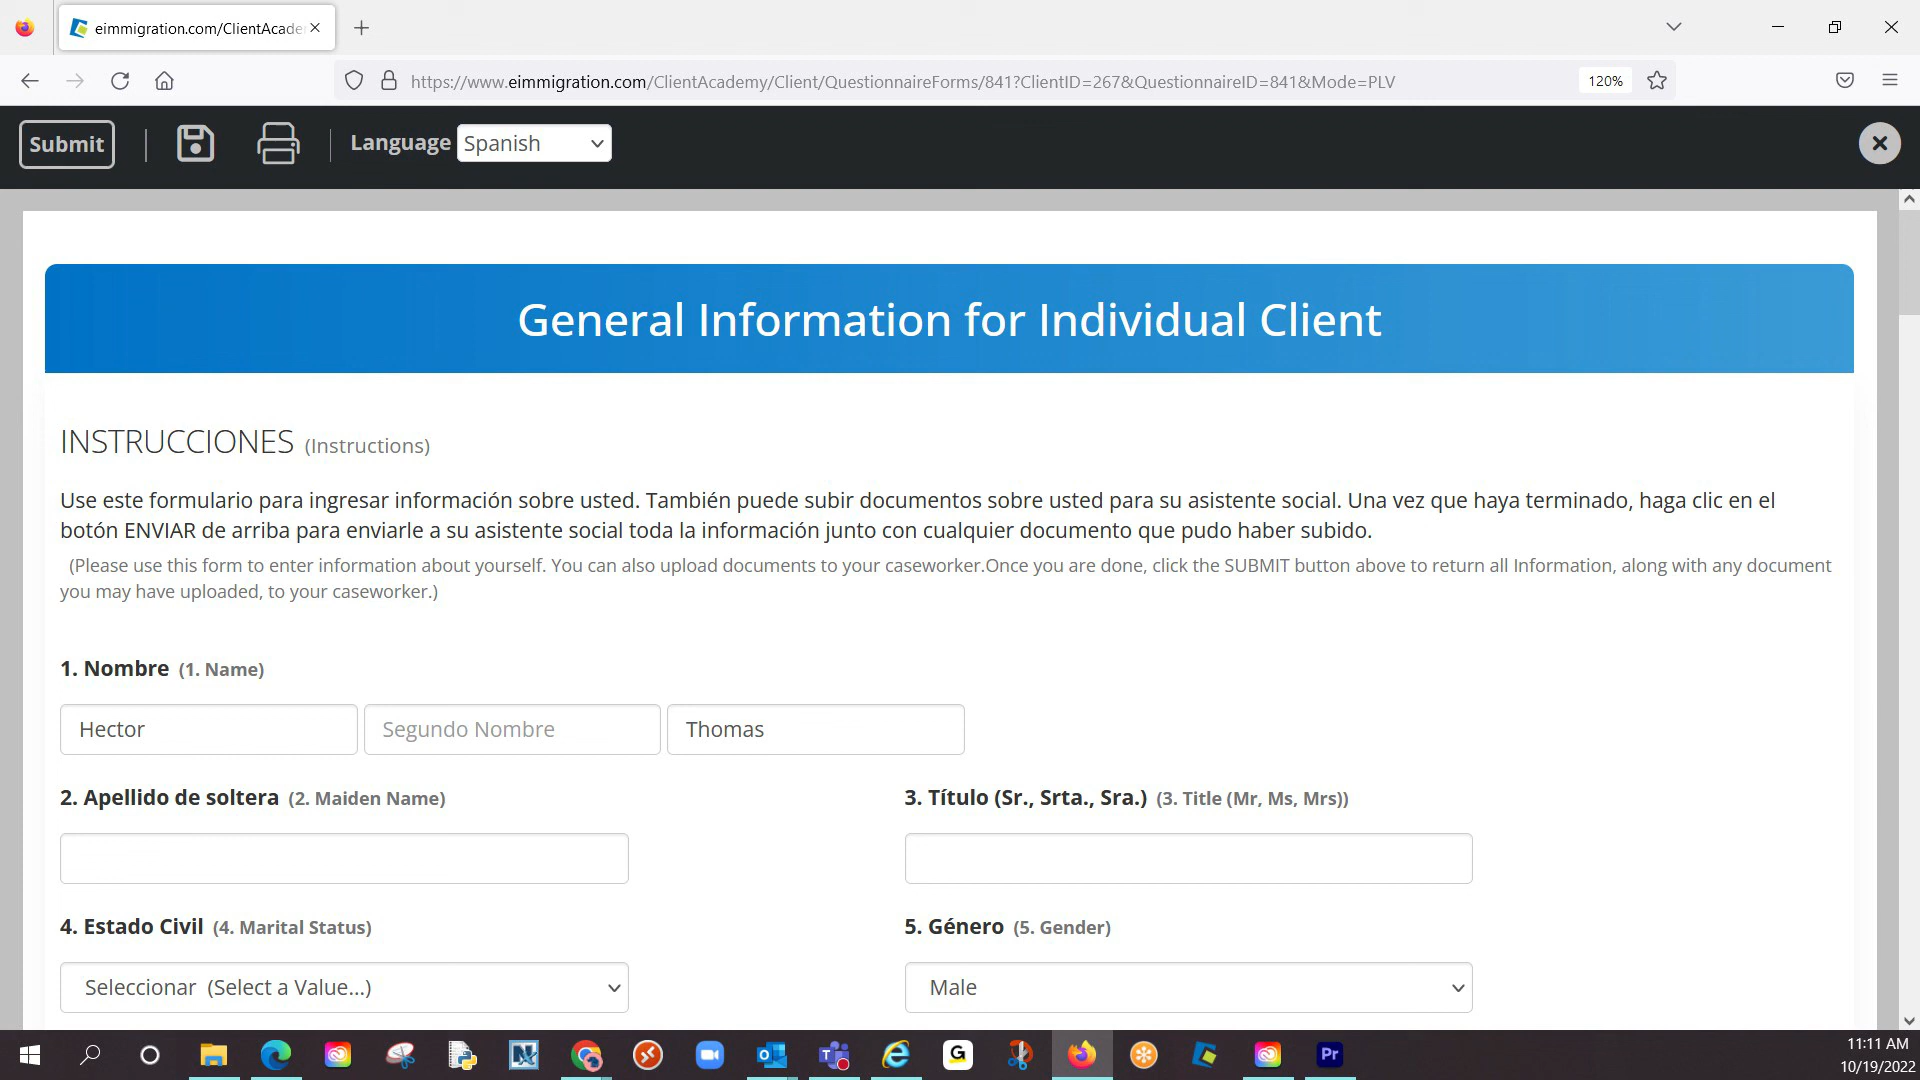 eimmigration.com/ClientAcade
https://www.eimmigration.com/ClientAcademy/Client/QuestionnaireForms/841?ClientID=267&QuestionnaireID=841&Mode=PLV
120%
Submit
Language
Spanish
General Information for Individual Client
INSTRUCCIONES (Instructions)
Use este formulario para ingresar información sobre usted. También puede subir documentos sobre usted para su asistente social. Una vez que haya terminado, haga clic en el
botón ENVIAR de arriba para enviarle a su asistente social toda la información junto con cualquier documento que pudo haber subido.
(Please use this form to enter information about yourself. You can also upload documents to your caseworker.Once you are done, click the SUBMIT button above to return all Information, along with any document
you may have uploaded, to your caseworker.)
1. Nombre (1. Name)
Hector
Segundo Nombre
Thomas
2. Apellido de soltera (2. Maiden Name)
3. Título (Sr., Srta., Sra.) (3. Title (Mr, Ms, Mrs))
4. Estado Civil (4. Marital Status)
5. Género (5. Gender)
Seleccionar (Select a Value...)
Male
G
Pr
11:11 AM
10/19/2022